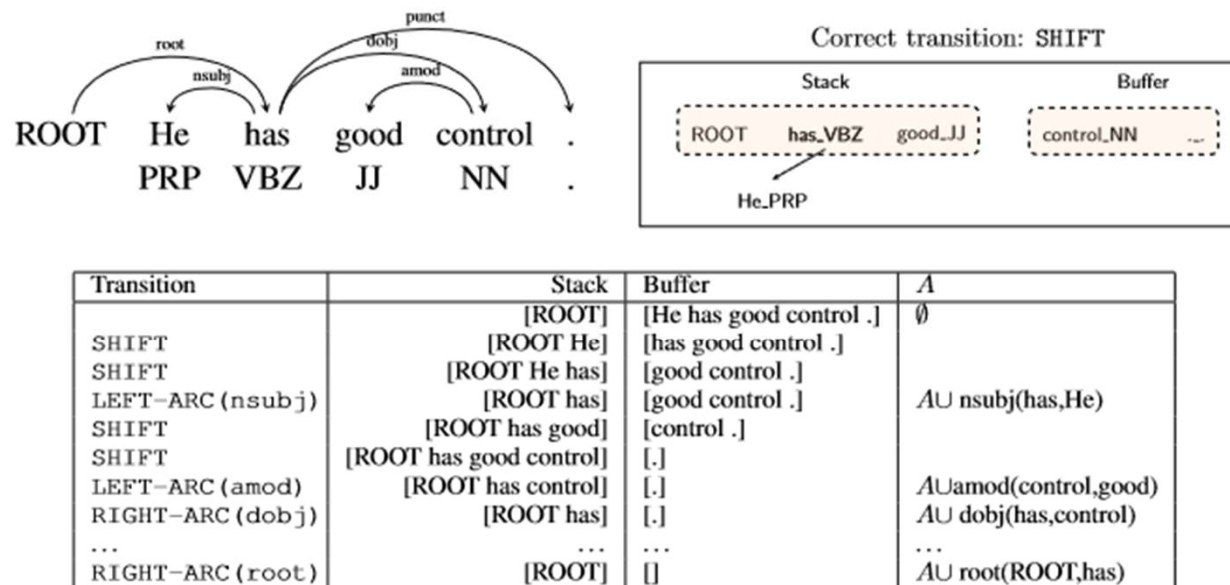 punct
root
dobj
nsubj
amod
ROOT He has good control .
PRP VBZ JJ NN .
Correct transition: SHIFT
Stack Buffer
ROOT has_VBZ good_JJ control_NN ._.
He_PRP
Transition Stack Buffer A
[ROOT] [He has good control .] ∅
SHIFT [ROOT He] [has good control .]
SHIFT [ROOT He has] [good control .]
LEFT-ARC(nsubj) [ROOT has] [good control .] A∪ nsubj(has,He)
SHIFT [ROOT has good] [control .]
SHIFT [ROOT has good control] [.]
LEFT-ARC(amod) [ROOT has control] [.] A∪amod(control,good)
RIGHT-ARC(dobj) [ROOT has] [.] A∪ dobj(has,control)
... ... ... ...
RIGHT-ARC(root) [ROOT] [] A∪ root(ROOT,has)